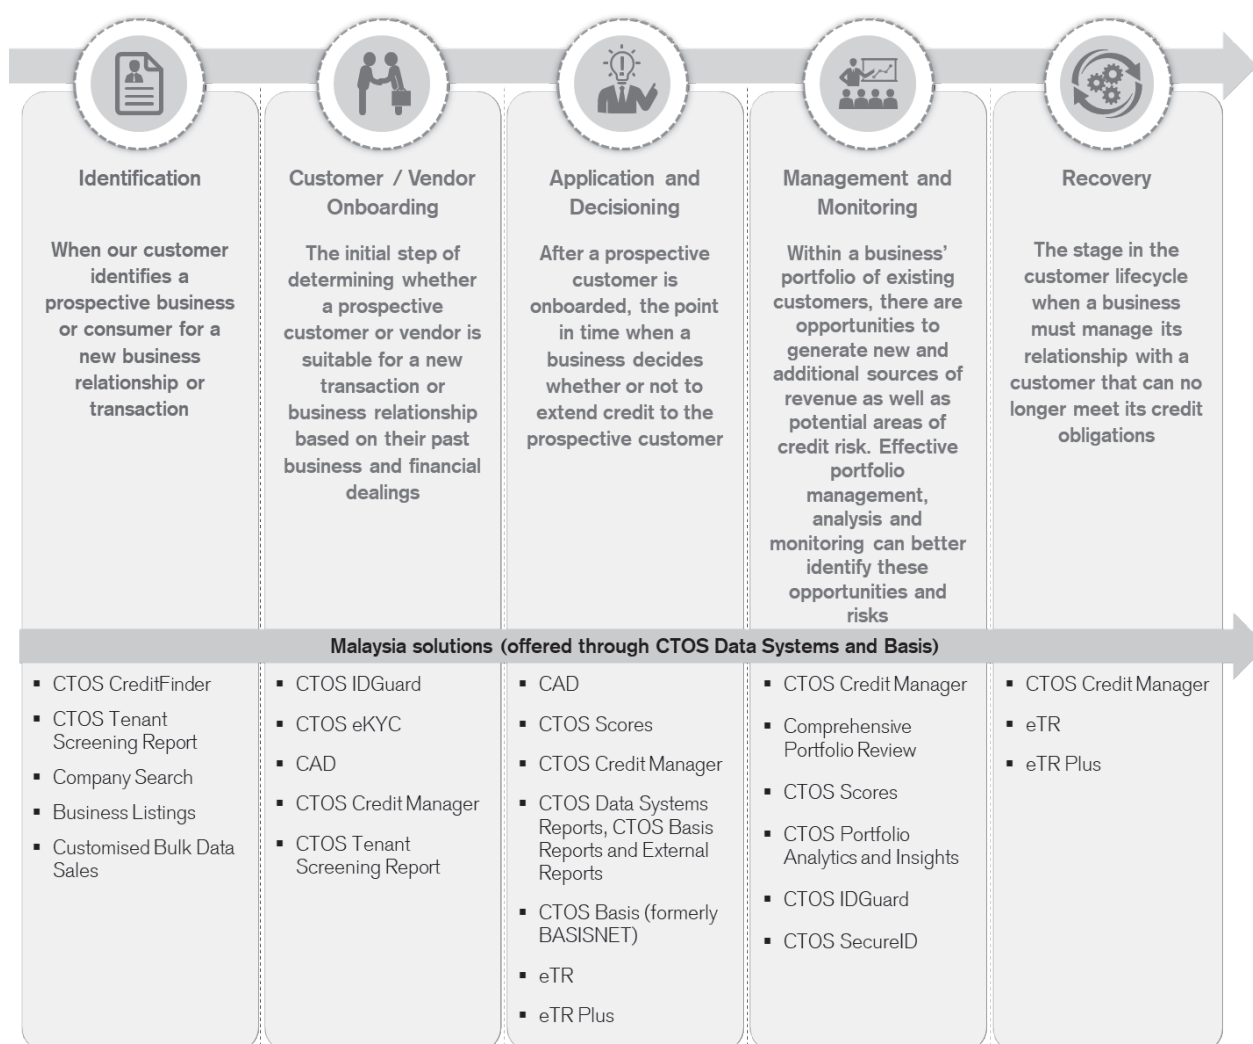 Identification
When our customer
identifies a
prospective business
or consumer for a
new business
relationship or
transaction
Customer / Vendor
Onboarding
The initial step of
determining whether
a prospective
customer or vendor is
suitable for a new
transaction or
business relationship
based on their past
business and financial
dealings
Application and
Decisioning
After a prospective
customer is
onboarded, the point
in time when a
business decides
whether or not to
extend credit to the
prospective customer
Management and
Monitoring
Within a business’
portfolio of existing
customers, there are
opportunities to
generate new and
additional sources of
revenue as well as
potential areas of
credit risk. Effective
portfolio
management,
analysis and
monitoring can better
identify these
opportunities and
risks
Recovery
The stage in the
customer lifecycle
when a business
must manage its
relationship with a
customer that can no
longer meet its credit
obligations
Malaysia solutions (offered through CTOS Data Systems and Basis)
▪ CTOS CreditFinder
▪ CTOS Tenant
Screening Report
▪ Company Search
▪ Business Listings
▪ Customised Bulk Data
Sales
▪ CTOS IDGuard
▪ CTOS eKYC
▪ CAD
▪ CTOS Credit Manager
▪ CTOS Tenant
Screening Report
▪ CAD
▪ CTOS Scores
▪ CTOS Credit Manager
▪ CTOS Data Systems
Reports, CTOS Basis
Reports and External
Reports
▪ CTOS Basis (formerly
BASISNET)
▪ eTR
▪ eTR Plus
▪ CTOS Credit Manager
▪ Comprehensive
Portfolio Review
▪ CTOS Scores
▪ CTOS Portfolio
Analytics and Insights
▪ CTOS IDGuard
▪ CTOS SecureID
▪ CTOS Credit Manager
▪ eTR
▪ eTR Plus